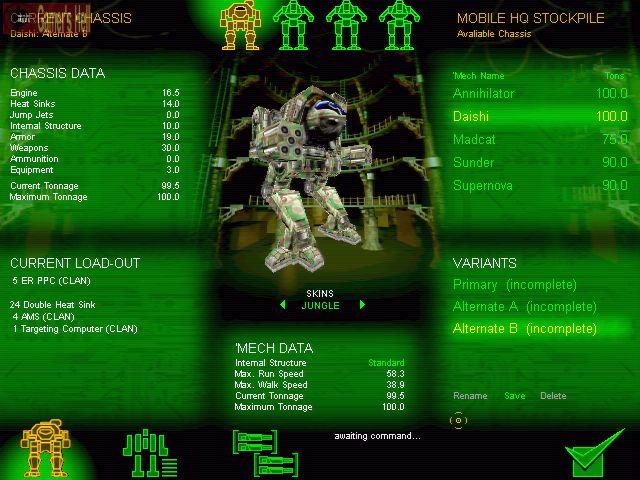 CURRENT CHASSIS
Daishi: Alternate B
MOBILE HQ STOCKPILE
Avaliable Chassis
CHASSIS DATA
Engine 16.5
Heat Sinks 14.0
Jump Jets 0.0
Internal Structure 10.0
Armor 19.0
Weapons 30.0
Ammunition 0.0
Equipment 3.0
Current Tonnage 99.5
Maximum Tonnage 100.0
'Mech Name Tons
Annihilator 100.0
Daishi 100.0
Madcat 75.0
Sunder 90.0
Supernova 90.0
CURRENT LOAD-OUT
5 ER PPC (CLAN)
24 Double Heat Sink
4 AMS (CLAN)
1 Targeting Computer (CLAN)
SKINS
JUNGLE
VARIANTS
Primary (incomplete)
Alternate A (incomplete)
Alternate B (incomplete)
'MECH DATA
Internal Structure Standard
Max. Run Speed 58.3
Max. Walk Speed 38.9
Current Tonnage 99.5
Maximum Tonnage 100.0
Rename Save Delete
awaiting command...